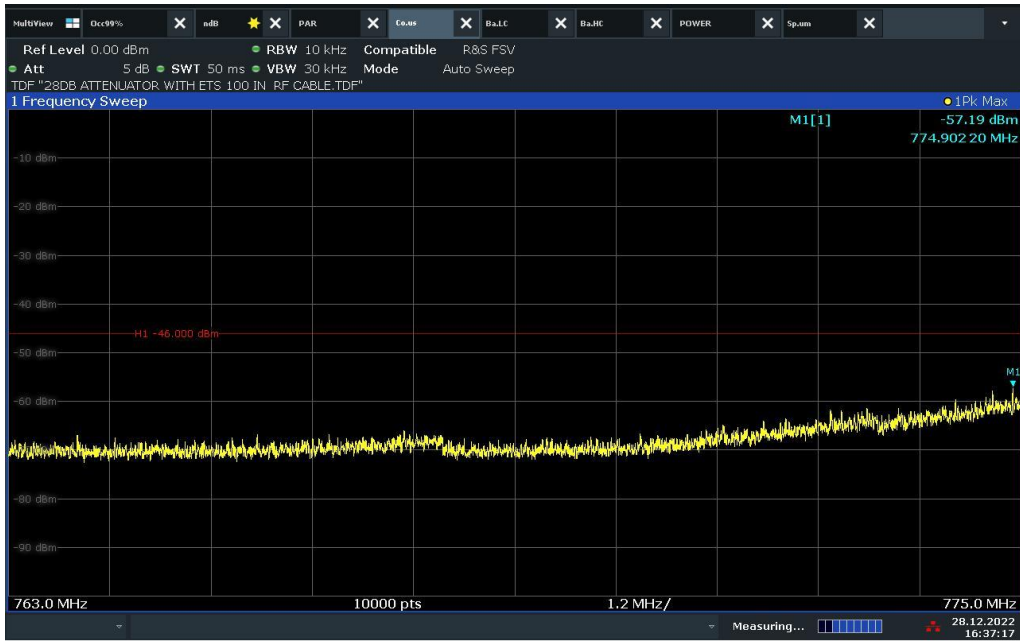 MultiView Occ99% ndB PAR Co.us Ba.LC Ba.HC POWER Sp.um
Ref Level 0.00 dBm RBW 10 kHz Compatible R&S FSV
Att 5 dB SWT 50 ms VBW 30 kHz Mode Auto Sweep
TDF "28DB ATTENUATOR WITH ETS 100 IN RF CABLE.TDF"
1 Frequency Sweep 1Pk Max
M1[1] -57.19 dBm
774.902 20 MHz
-10 dBm
-20 dBm
-30 dBm
-40 dBm
H1 -46.000 dBm
-50 dBm
M1
-60 dBm
-80 dBm
-90 dBm
763.0 MHz 10000 pts 1.2 MHz/ 775.0 MHz
Measuring... 28.12.2022
16:37:17